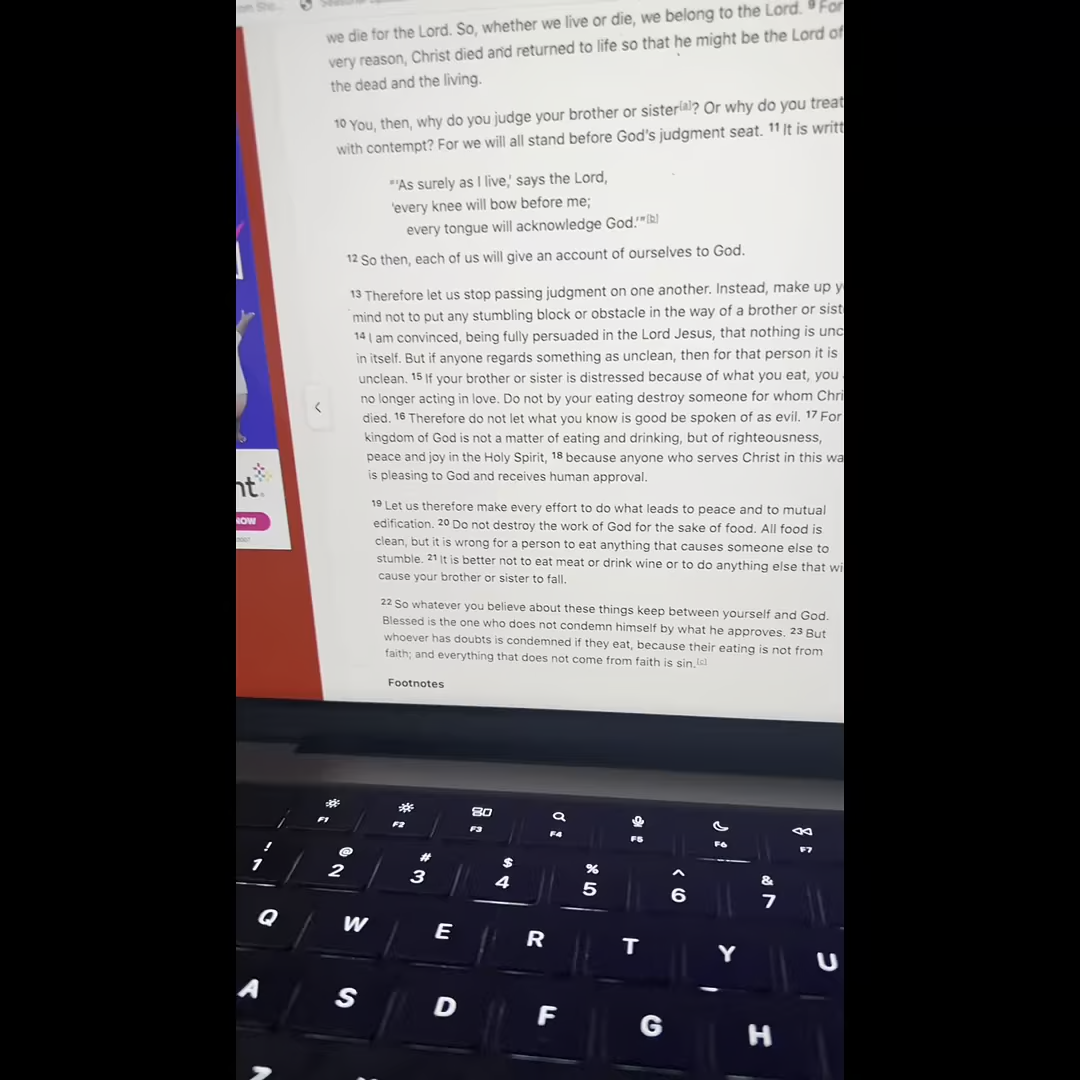 we die for the Lord. So, whether we live or die, we belong to the Lord. 9 For
very reason, Christ died and returned to life so that he might be the Lord of
the dead and the living.
10 You, then, why do you judge your brother or sister[a]? Or why do you treat
with contempt? For we will all stand before God's judgment seat. 11 It is writt
"'As surely as I live,' says the Lord,
'every knee will bow before me;
every tongue will acknowledge God.'"[b]
12 So then, each of us will give an account of ourselves to God.
13 Therefore let us stop passing judgment on one another. Instead, make up y
mind not to put any stumbling block or obstacle in the way of a brother or sist
14 I am convinced, being fully persuaded in the Lord Jesus, that nothing is unc
in itself. But if anyone regards something as unclean, then for that person it is
unclean. 15 If your brother or sister is distressed because of what you eat, you
no longer acting in love. Do not by your eating destroy someone for whom Chri
died. 16 Therefore do not let what you know is good be spoken of as evil. 17 For
kingdom of God is not a matter of eating and drinking, but of righteousness,
peace and joy in the Holy Spirit, 18 because anyone who serves Christ in this wa
is pleasing to God and receives human approval.
19 Let us therefore make every effort to do what leads to peace and to mutual
edification. 20 Do not destroy the work of God for the sake of food. All food is
clean, but it is wrong for a person to eat anything that causes someone else to
stumble. 21 It is better not to eat meat or drink wine or to do anything else that wi
cause your brother or sister to fall.
22 So whatever you believe about these things keep between yourself and God.
Blessed is the one who does not condemn himself by what he approves. 23 But
whoever has doubts is condemned if they eat, because their eating is not from
faith; and everything that does not come from faith is sin.[c]
Footnotes
nt.
NOW
F1 F2 F3 F4 F5 F6 F7
! @ # $ % ^ &
1 2 3 4 5 6 7
Q W E R T Y U
A S D F G H
Z